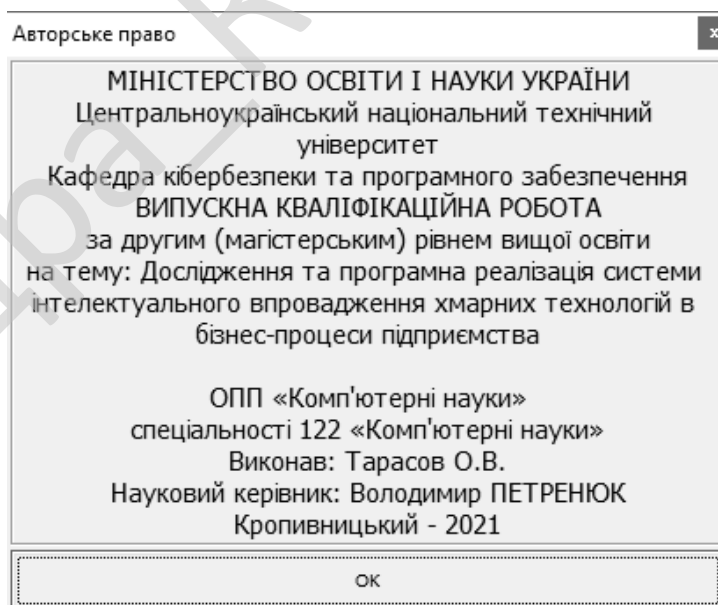 Авторське право
x
МІНІСТЕРСТВО ОСВІТИ І НАУКИ УКРАЇНИ
Центральноукраїнський національний технічний
університет
Кафедра кібербезпеки та програмного забезпечення
ВИПУСКНА КВАЛІФІКАЦІЙНА РОБОТА
за другим (магістерським) рівнем вищої освіти
на тему: Дослідження та програмна реалізація системи
інтелектуального впровадження хмарних технологій в
бізнес-процеси підприємства
ОПП «Комп'ютерні науки»
спеціальності 122 «Комп'ютерні науки»
Виконав: Тарасов О.В.
Науковий керівник: Володимир ПЕТРЕНЮК
Кропивницький - 2021
ОК